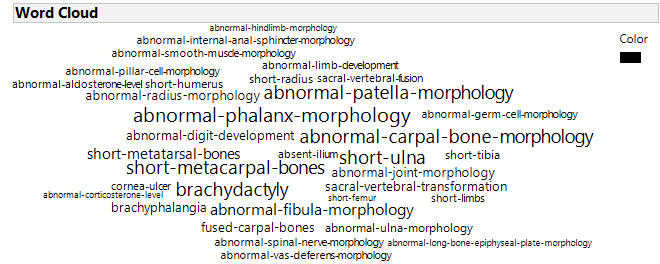 Word Cloud
Color
abnormal-hindlimb-morphology
abnormal-internal-anal-sphincter-morphology
abnormal-smooth-muscle-morphology
abnormal-limb-development
abnormal-pillar-cell-morphology
short-radius
sacral-vertebral-fusion
abnormal-aldosterone-level
short-humerus
abnormal-radius-morphology
abnormal-patella-morphology
abnormal-phalanx-morphology
abnormal-germ-cell-morphology
abnormal-digit-development
abnormal-carpal-bone-morphology
short-metatarsal-bones
absent-ilium
short-ulna
short-tibia
short-metacarpal-bones
abnormal-joint-morphology
cornea-ulcer
brachydactyly
sacral-vertebral-transformation
abnormal-corticosterone-level
short-femur
short-limbs
brachyphalangia
abnormal-fibula-morphology
fused-carpal-bones
abnormal-ulna-morphology
abnormal-spinal-nerve-morphology
abnormal-long-bone-epiphyseal-plate-morphology
abnormal-vas-deferens-morphology